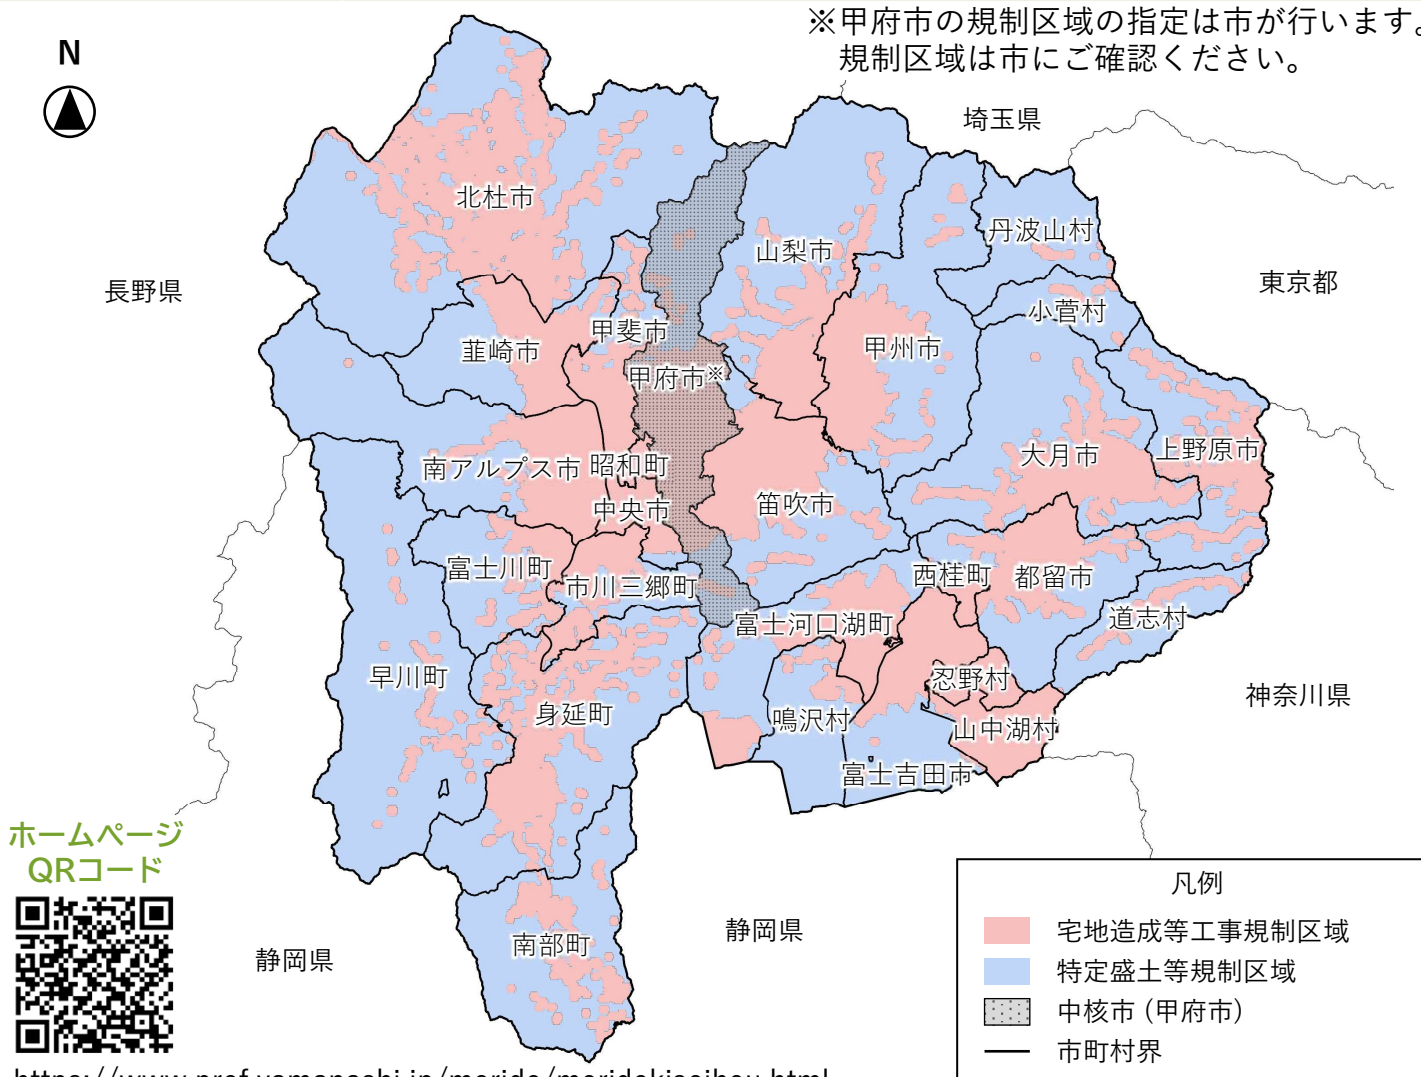 ※甲府市の規制区域の指定は市が行います。
規制区域は市にご確認ください。
N
埼玉県
北杜市
山梨市
丹波山村
長野県
東京都
小菅村
甲斐市
韮崎市
甲州市
甲府市※
上野原市
大月市
南アルプス市
昭和町
中央市
笛吹市
富士川町
市川三郷町
西桂町
都留市
道志村
富士河口湖町
早川町
忍野村
神奈川県
身延町
鳴沢村
山中湖村
富士吉田市
ホームページ
QRコード
静岡県
南部町
静岡県
凡例
宅地造成等工事規制区域
特定盛土等規制区域
中核市(甲府市)
市町村界